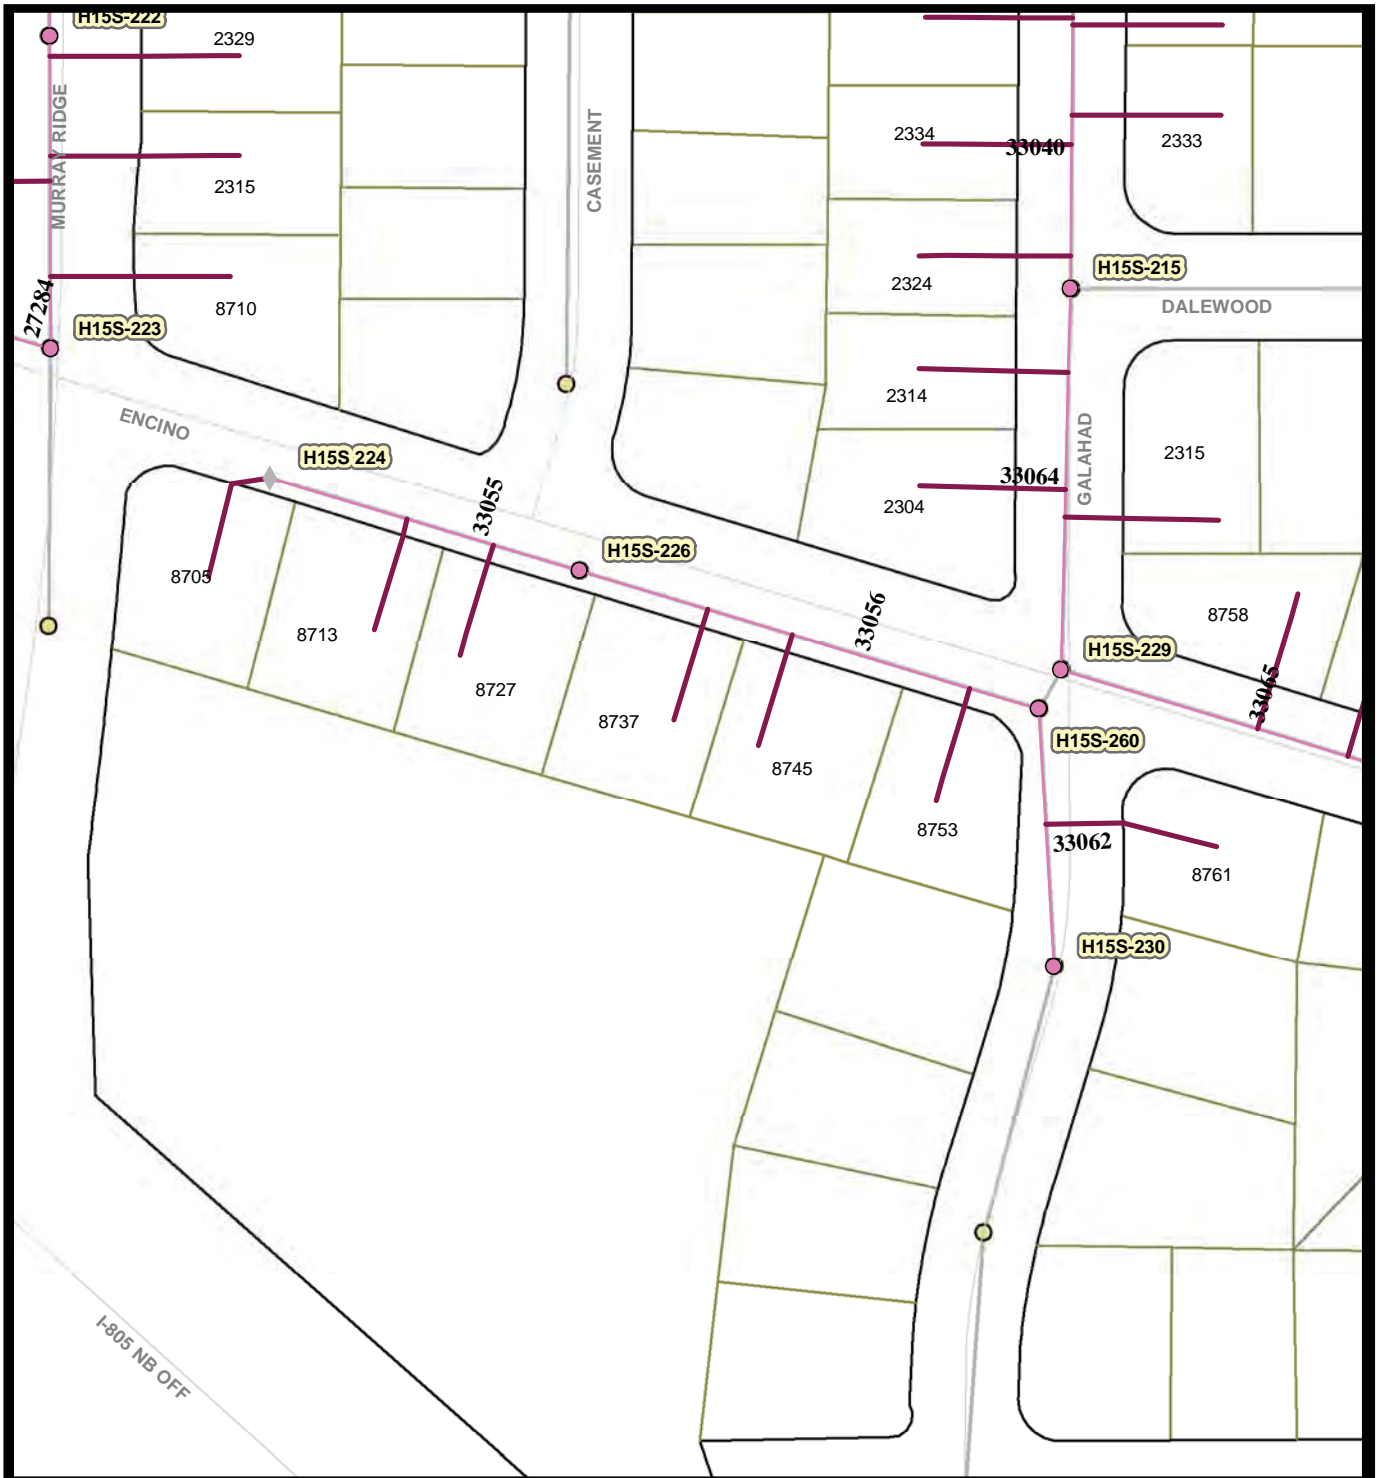 H15S-222
2329
MURRAY RIDGE
CASEMENT
2334
33040
2333
2315
H15S-215
DALEWOOD
2324
8710
27284
H15S-223
2314
ENCINO
GALAHAD
2315
H15S 224
33064
33055
2304
H15S-226
8705
8713
33056
8758
H15S-229
33065
8727
8737
H15S-260
8745
8753
33062
8761
H15S-230
I-805 NB OFF